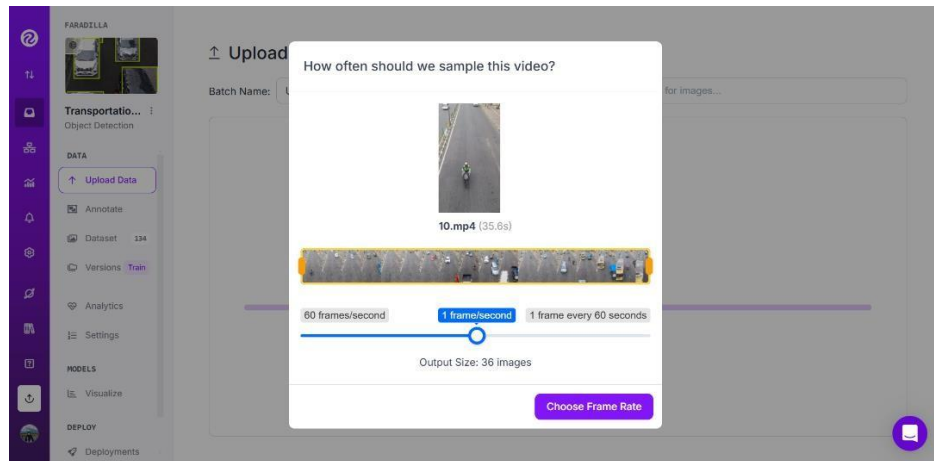 FARADILLA
Transportatio...
Object Detection
DATA
Upload Data
Annotate
Dataset 134
Versions Train
Analytics
Settings
MODELS
Visualize
DEPLOY
Deployments
Upload
Batch Name: U
for images...
How often should we sample this video?
10.mp4 (35.6s)
60 frames/second 1 frame/second 1 frame every 60 seconds
Output Size: 36 images
Choose Frame Rate